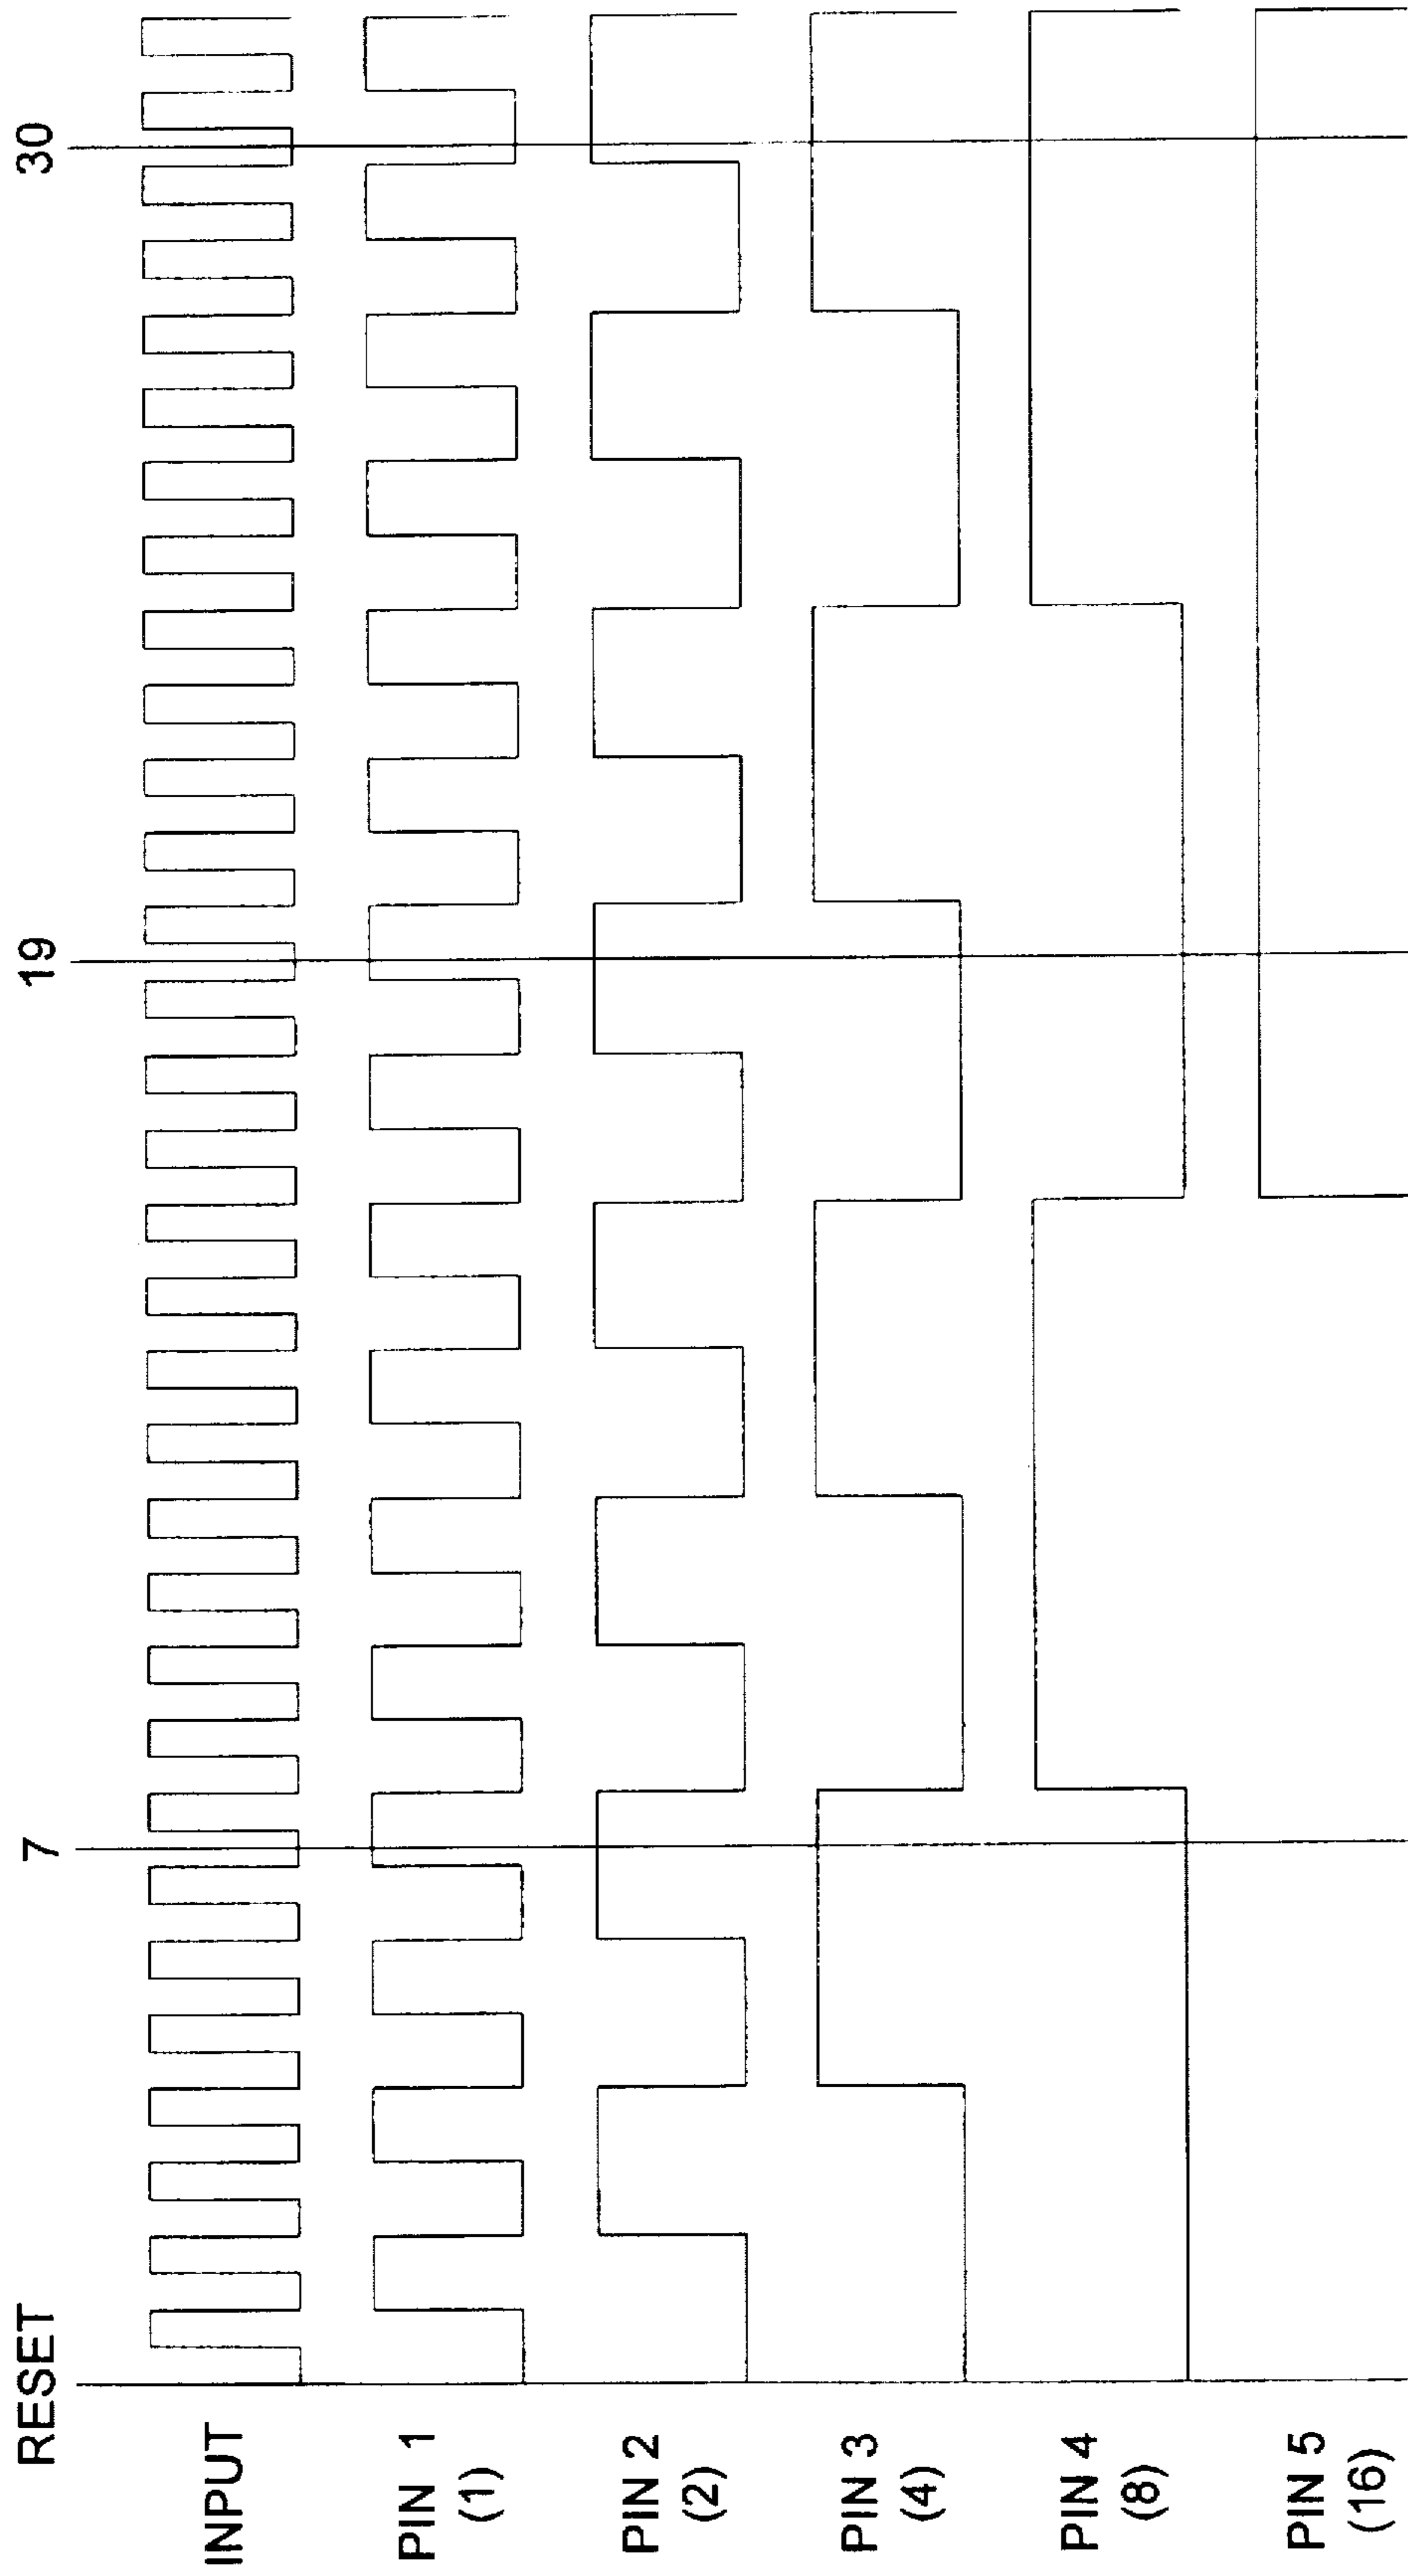 RESET
7
19
30
INPUT
PIN 1
(1)
PIN 2
(2)
PIN 3
(4)
PIN 4
(8)
PIN 5
(16)